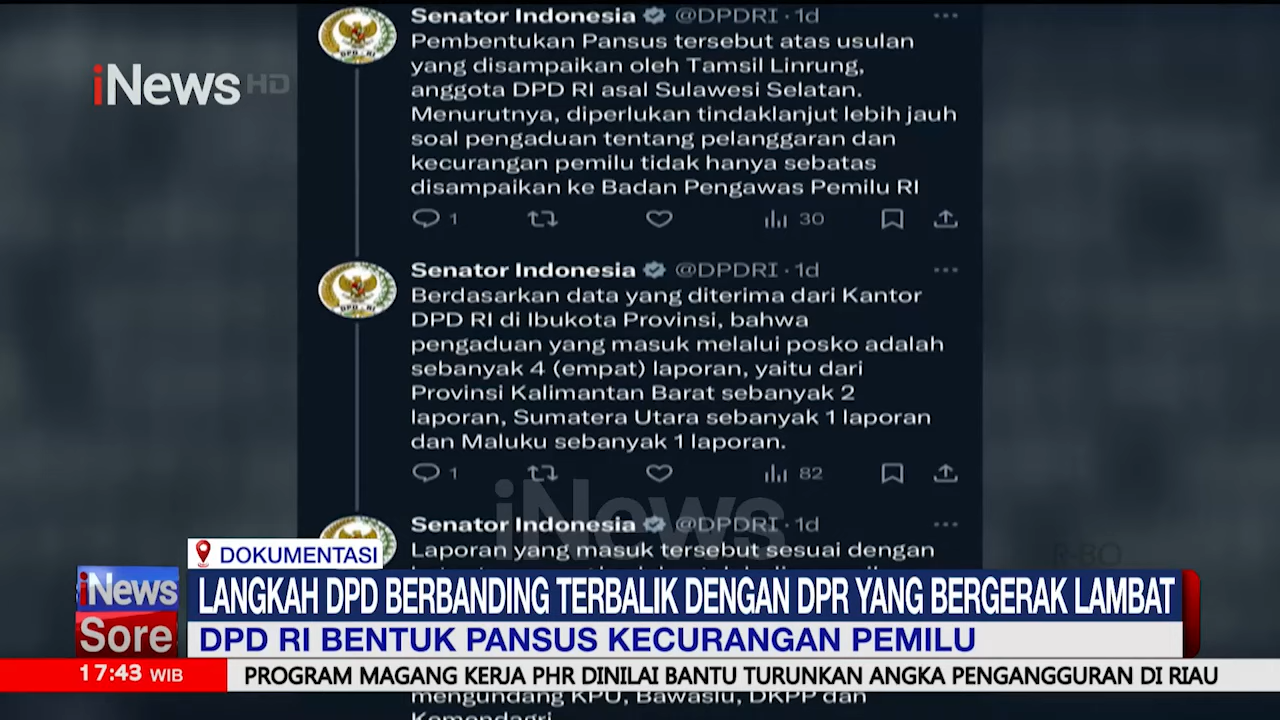 iNews HD
Senator Indonesia @DPDRI · 1d
Pembentukan Pansus tersebut atas usulan
yang disampaikan oleh Tamsil Linrung,
anggota DPD RI asal Sulawesi Selatan.
Menurutnya, diperlukan tindaklanjut lebih jauh
soal pengaduan tentang pelanggaran dan
kecurangan pemilu tidak hanya sebatas
disampaikan ke Badan Pengawas Pemilu RI
1 30
Senator Indonesia @DPDRI · 1d
Berdasarkan data yang diterima dari Kantor
DPD RI di Ibukota Provinsi, bahwa
pengaduan yang masuk melalui posko adalah
sebanyak 4 (empat) laporan, yaitu dari
Provinsi Kalimantan Barat sebanyak 2
laporan, Sumatera Utara sebanyak 1 laporan
dan Maluku sebanyak 1 laporan.
1 82
iNews
Senator Indonesia @DPDRI · 1d
Laporan yang masuk tersebut sesuai dengan
R-BO
DOKUMENTASI
iNews
Sore
LANGKAH DPD BERBANDING TERBALIK DENGAN DPR YANG BERGERAK LAMBAT
DPD RI BENTUK PANSUS KECURANGAN PEMILU
17:43 WIB
PROGRAM MAGANG KERJA PHR DINILAI BANTU TURUNKAN ANGKA PENGANGGURAN DI RIAU
mengundang KPU, Bawaslu, DKPP dan
Kemendagri